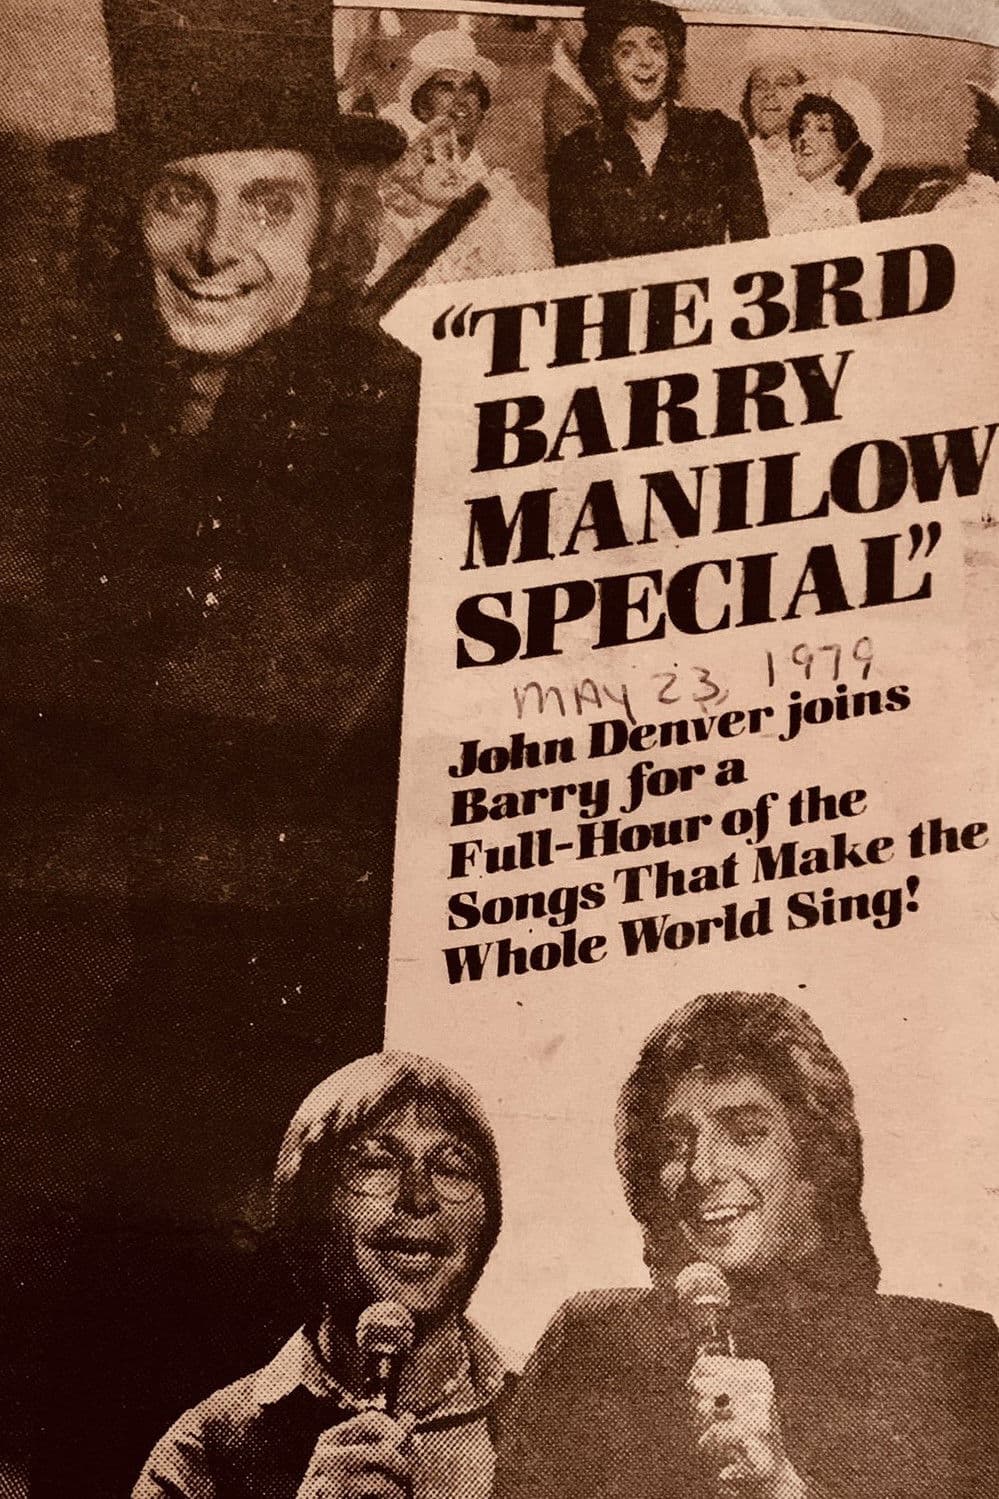 “THE 3RD
BARRY
MANILOW
SPECIAL”
MAY 23, 1979
John Denver joins
Barry for a
Full-Hour of the
Songs That Make the
Whole World Sing!